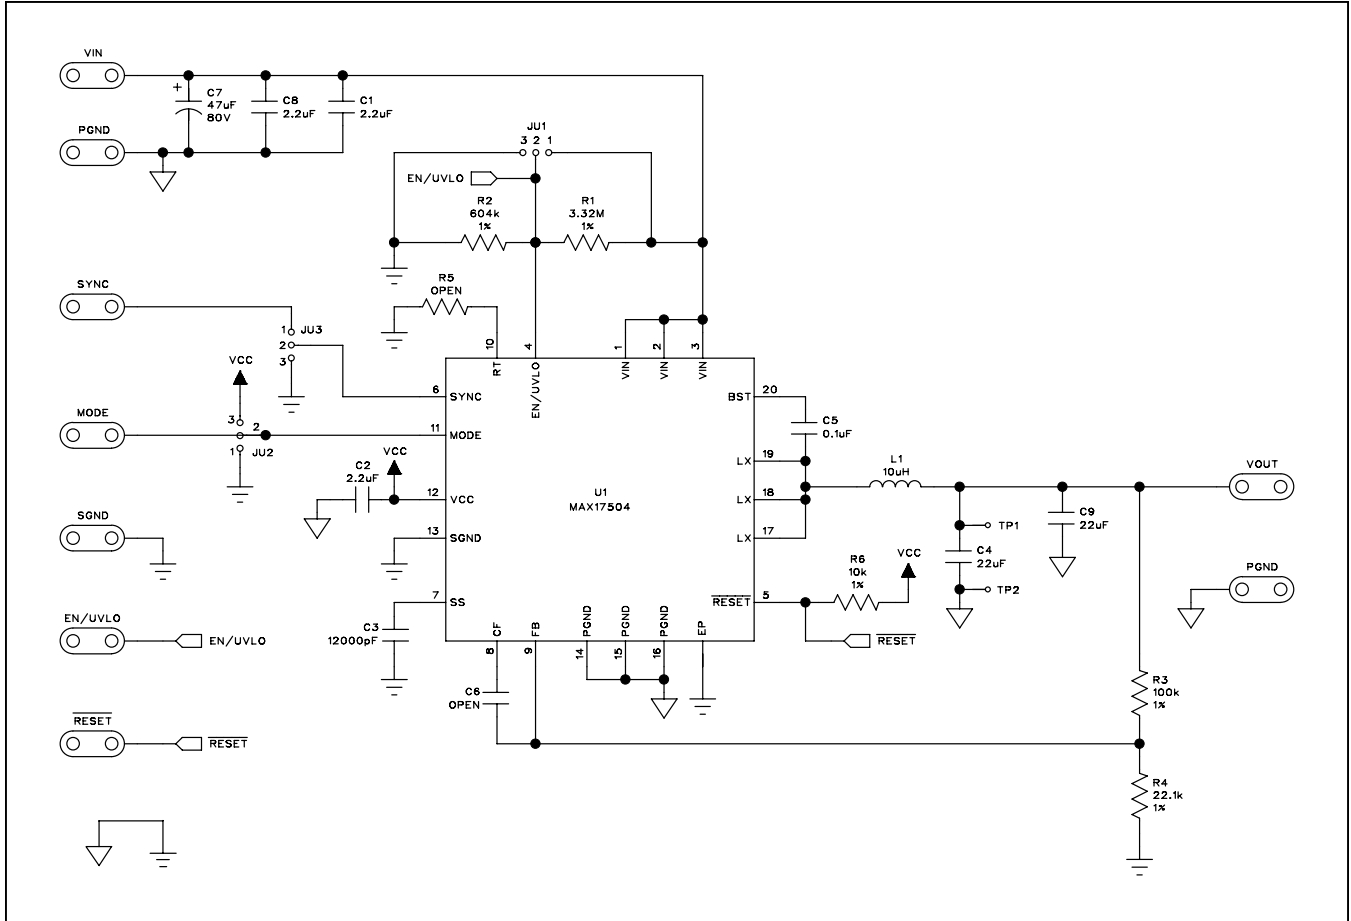 VIN
+
C7
47uF
80V
C8
2.2uF
C1
2.2uF
PGND
JU1
3 2 1
EN/UVLO
R2
604k
1%
R1
3.32M
1%
SYNC
R5
OPEN
1
2
3
JU3
10
4
1
2
3
RT
EN/UVLO
VIN
VIN
VIN
VCC
6
SYNC
BST
20
MODE
3
2
1
JU2
11
MODE
C5
0.1uF
VCC
C2
2.2uF
12
VCC
LX
19
L1
10uH
VOUT
U1
MAX17504
LX
18
SGND
13
SGND
LX
17
TP1
C9
22uF
C4
22uF
R6
10k
1%
VCC
TP2
PGND
7
SS
RESET
5
EN/UVLO
EN/UVLO
C3
12000pF
CF
FB
PGND
PGND
PGND
EP
RESET
8
9
14
15
16
C6
OPEN
R3
100k
1%
RESET
RESET
R4
22.1k
1%